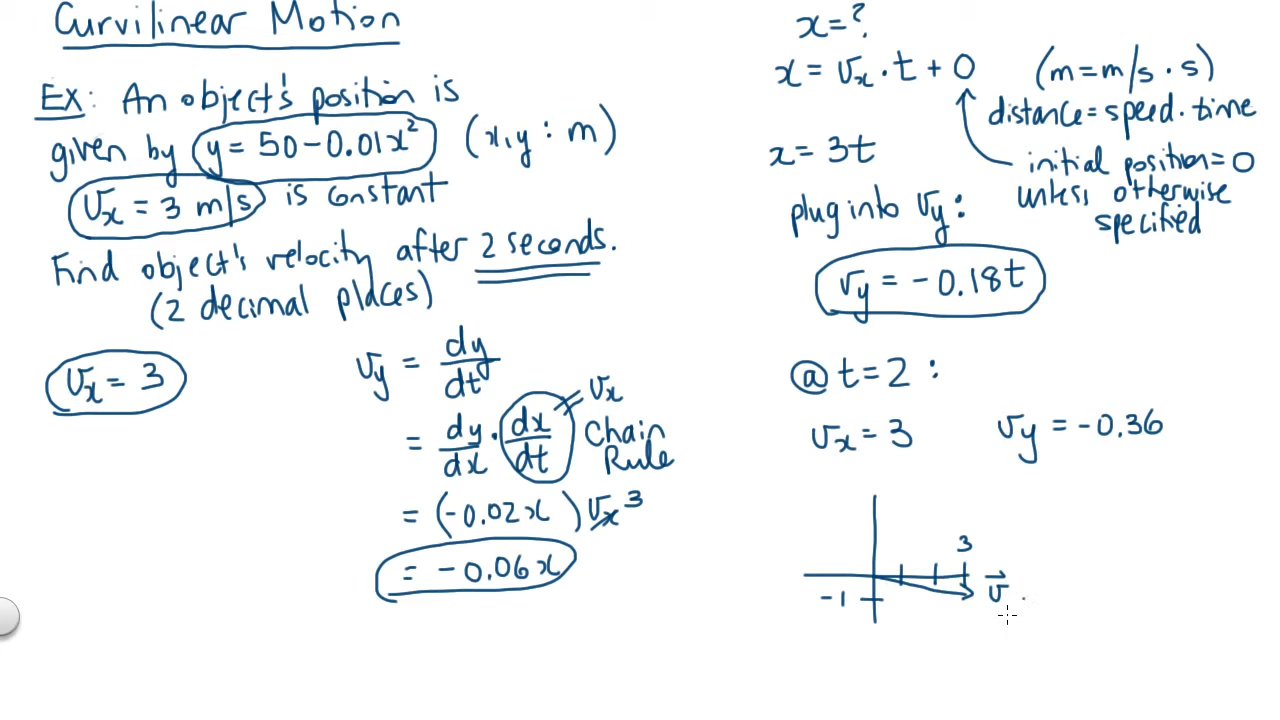 Curvilinear Motion
EX: An object's position is
given by y = 50 - 0.01x² (x,y : m)
Vx = 3 m/s is constant
Find object's velocity after 2 seconds.
(2 decimal places)
Vx = 3
Vy = dy/dt
= dy/dx · dx/dt = Vx Chain Rule
= (-0.02x) Vx 3
= -0.06x
x = ?
x = Vx · t + 0 (m = m/s · s)
distance = speed · time
x = 3t
initial position = 0
unless otherwise
specified
plug into Vy:
Vy = -0.18t
@ t = 2 :
Vx = 3 Vy = -0.36
3
-1
v⃗